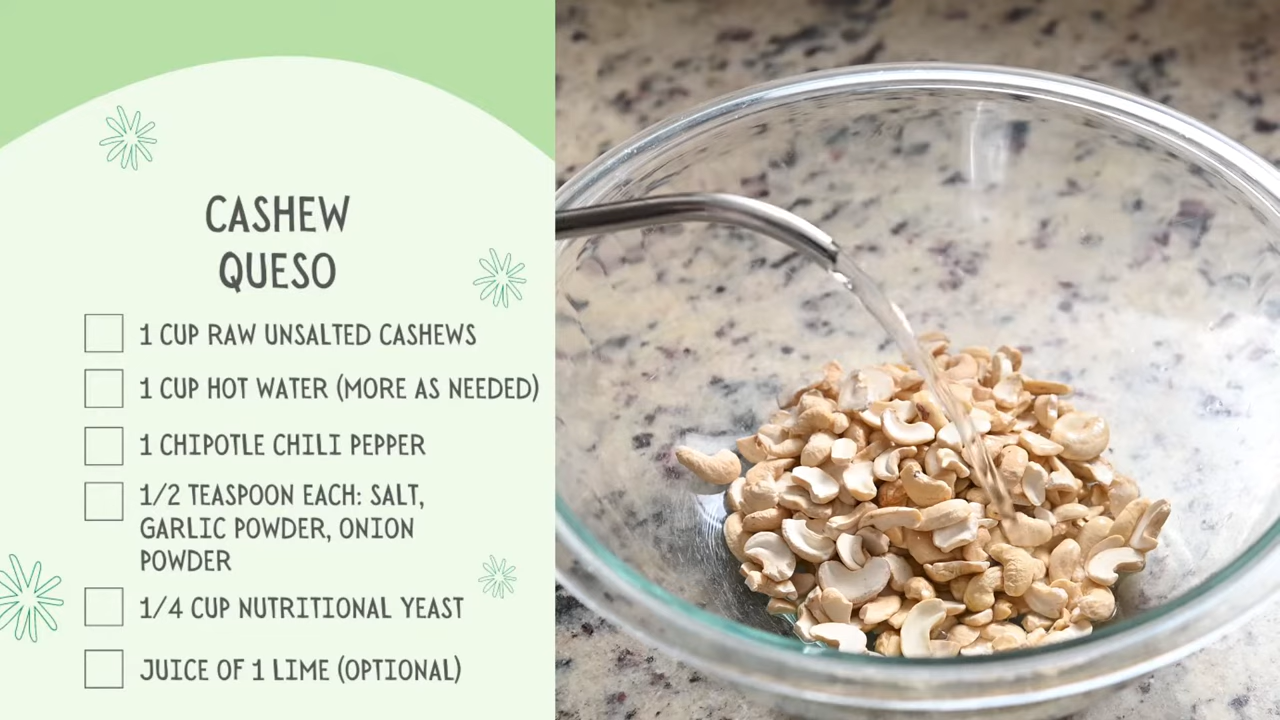 CASHEW
QUESO
1 CUP RAW UNSALTED CASHEWS
1 CUP HOT WATER (MORE AS NEEDED)
1 CHIPOTLE CHILI PEPPER
1/2 TEASPOON EACH: SALT,
GARLIC POWDER, ONION
POWDER
1/4 CUP NUTRITIONAL YEAST
JUICE OF 1 LIME (OPTIONAL)